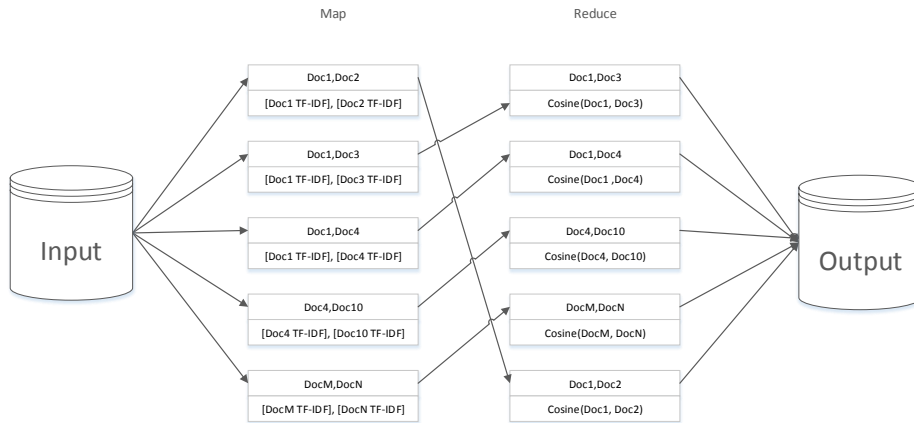 Map
Reduce
Input
Doc1,Doc2
[Doc1 TF-IDF], [Doc2 TF-IDF]
Doc1,Doc3
[Doc1 TF-IDF], [Doc3 TF-IDF]
Doc1,Doc4
[Doc1 TF-IDF], [Doc4 TF-IDF]
Doc4,Doc10
[Doc4 TF-IDF], [Doc10 TF-IDF]
DocM,DocN
[DocM TF-IDF], [DocN TF-IDF]
Doc1,Doc3
Cosine(Doc1, Doc3)
Doc1,Doc4
Cosine(Doc1 ,Doc4)
Doc4,Doc10
Cosine(Doc4, Doc10)
DocM,DocN
Cosine(DocM, DocN)
Doc1,Doc2
Cosine(Doc1, Doc2)
Output